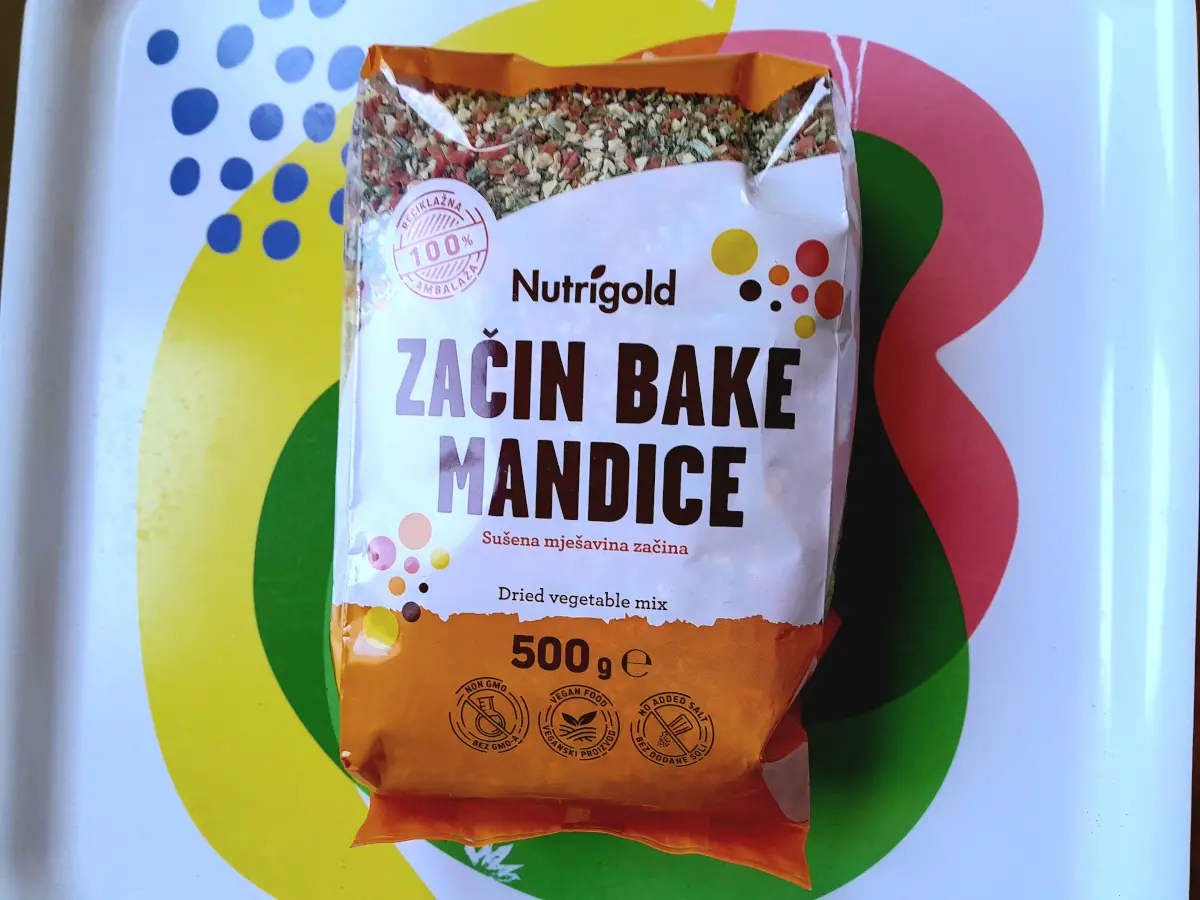 RECIKLAŽNA
100%
AMBALAŽA
Nutrigold
ZAČIN BAKE
MANDICE
Sušena mješavina začina
Dried vegetable mix
500 g ℮
NON GMO
BEZ GMO-A
VEGAN FOOD
VEGANSKI PROIZVOD
NO ADDED SALT
BEZ DODANE SOLI